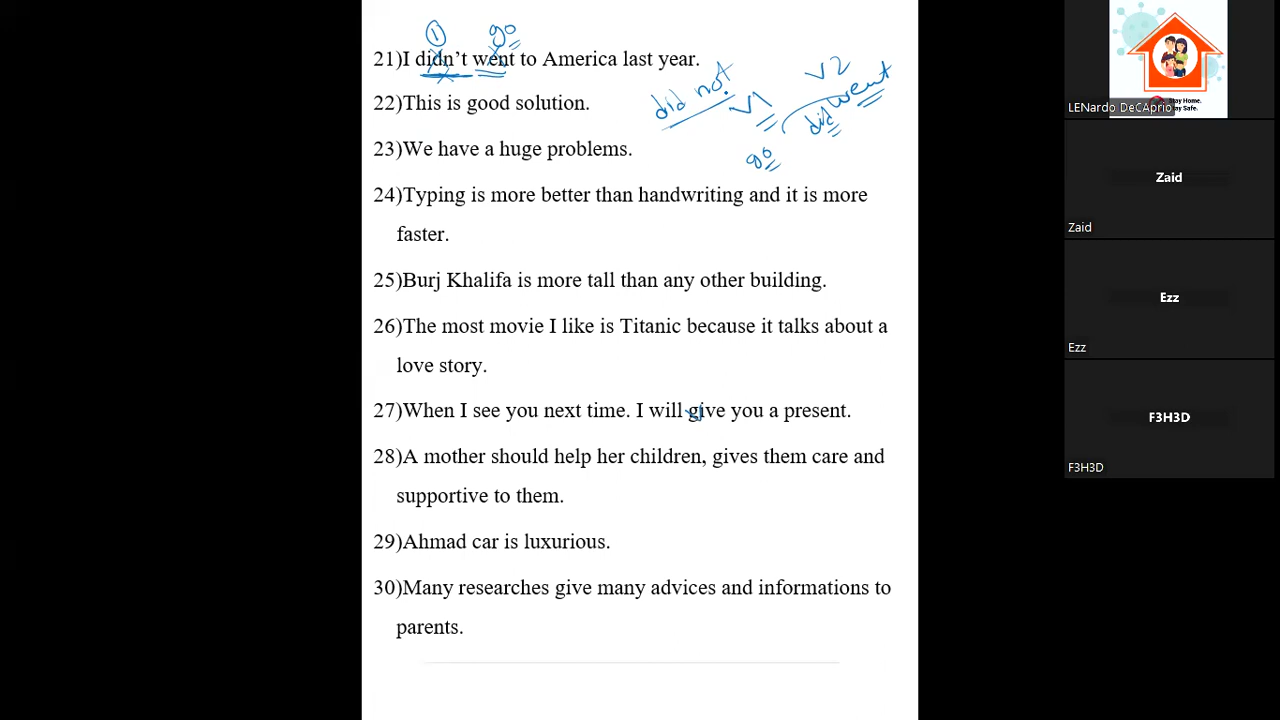 ① go
21)I didn't went to America last year.
did not V1 V2
did went
go
22)This is good solution.
23)We have a huge problems.
24)Typing is more better than handwriting and it is more
faster.
25)Burj Khalifa is more tall than any other building.
26)The most movie I like is Titanic because it talks about a
love story.
27)When I see you next time. I will give you a present.
28)A mother should help her children, gives them care and
supportive to them.
29)Ahmad car is luxurious.
30)Many researches give many advices and informations to
parents.
Stay Home.
ay Safe.
LENardo DeCAprio
Zaid
Zaid
Ezz
Ezz
F3H3D
F3H3D